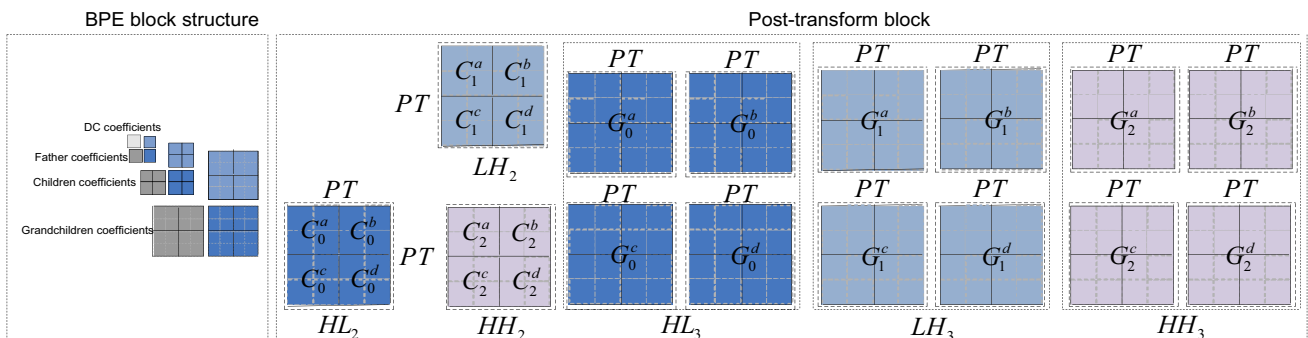 BPE block structure
Post-transform block
DC coefficients
Father coefficients
Children coefficients
Grandchildren coefficients
PT
C_1^a C_1^b
C_1^c C_1^d
LH_2
PT
C_0^a C_0^b
C_0^c C_0^d
HL_2
PT
C_2^a C_2^b
C_2^c C_2^d
HH_2
PT PT
G_0^a G_0^b
PT PT
G_0^c G_0^d
HL_3
PT PT
G_1^a G_1^b
PT PT
G_1^c G_1^d
LH_3
PT PT
G_2^a G_2^b
PT PT
G_2^c G_2^d
HH_3